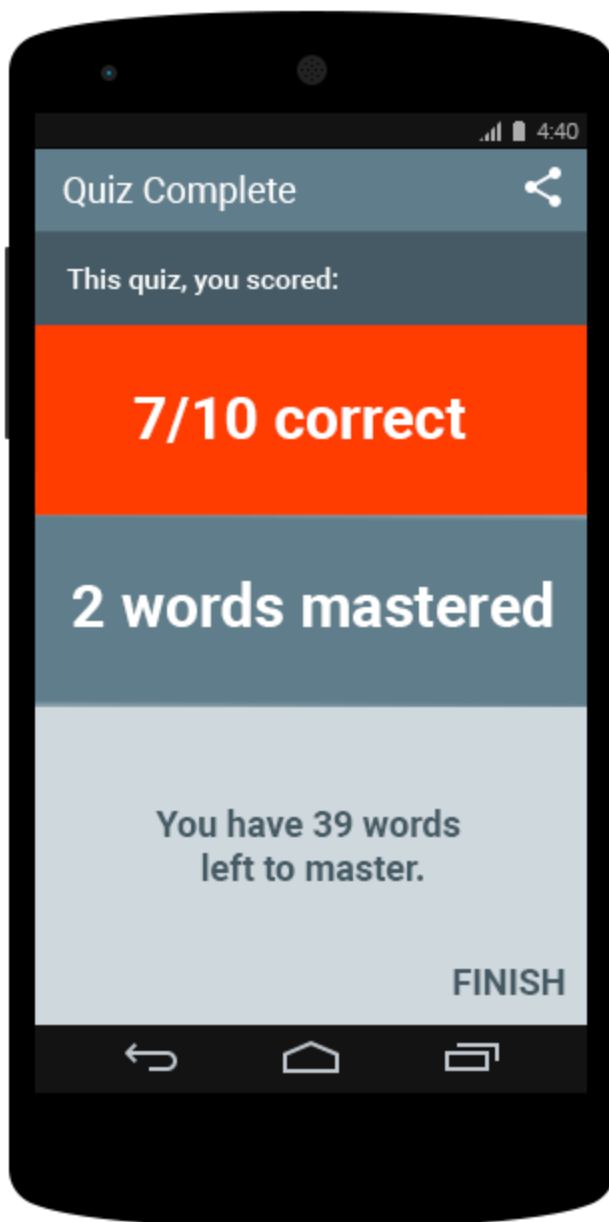 4:40
Quiz Complete
This quiz, you scored:
7/10 correct
2 words mastered
You have 39 words
left to master.
FINISH